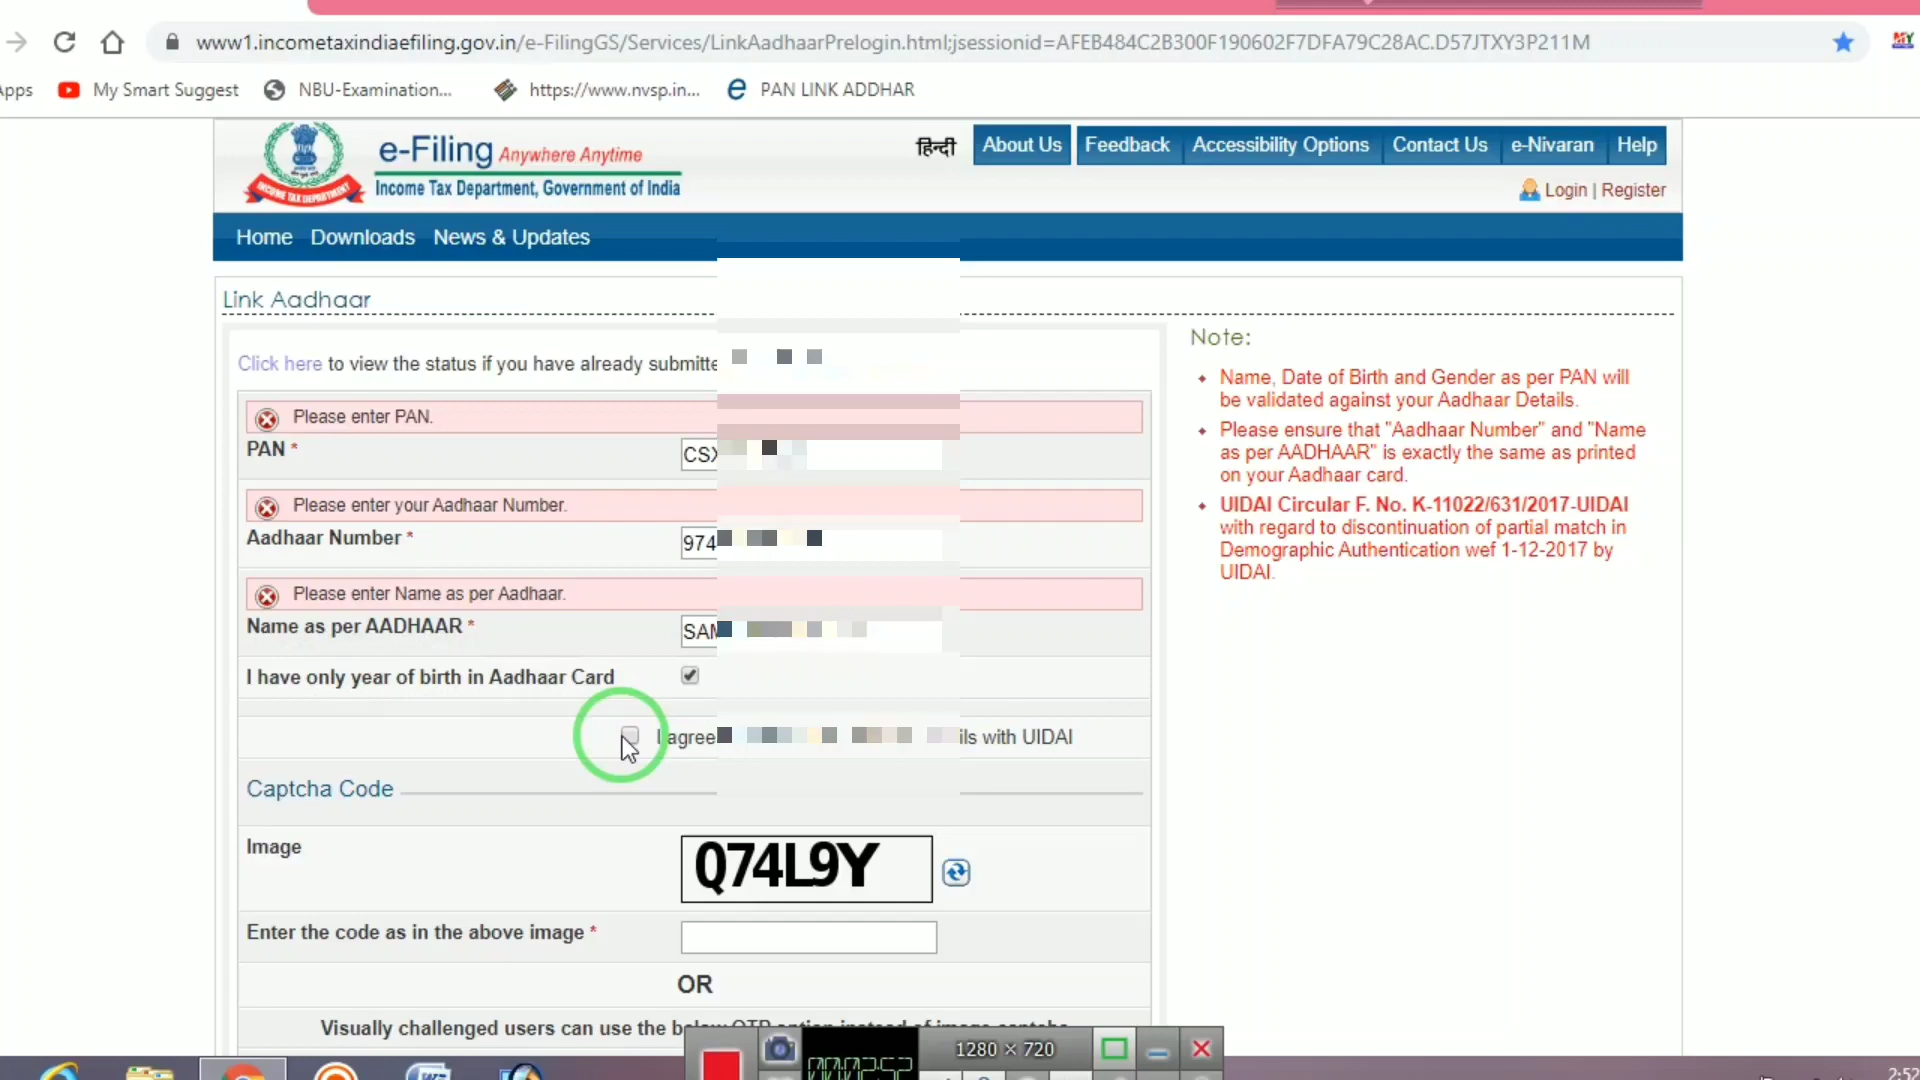 www1.incometaxindiaefiling.gov.in/e-FilingGS/Services/LinkAadhaarPrelogin.html;jsessionid=AFEB484C2B300F190602F7DFA79C28AC.D57JTXY3P211M
My Smart Suggest NBU-Examination... https://www.nvsp.in... PAN LINK ADDHAR
e-Filing Anywhere Anytime
Income Tax Department, Government of India
INCOME TAX DEPARTMENT
हिन्दी About Us Feedback Accessibility Options Contact Us e-Nivaran Help
Login | Register
Home Downloads News & Updates
Link Aadhaar
Click here to view the status if you have already
Please enter PAN.
PAN *
CSX
Please enter your Aadhaar Number.
Aadhaar Number *
974
Please enter Name as per Aadhaar.
Name as per AADHAAR *
SAM
I have only year of birth in Aadhaar Card
I agree with UIDAI
Captcha Code
Image
Q74L9Y
Enter the code as in the above image *
OR
Visually challenged users can use the
Note:
Name, Date of Birth and Gender as per PAN will
be validated against your Aadhaar Details.
Please ensure that "Aadhaar Number" and "Name
as per AADHAAR" is exactly the same as printed
on your Aadhaar card.
UIDAI Circular F. No. K-11022/631/2017-UIDAI
with regard to discontinuation of partial match in
Demographic Authentication wef 1-12-2017 by
UIDAI.
1280 × 720
2:52